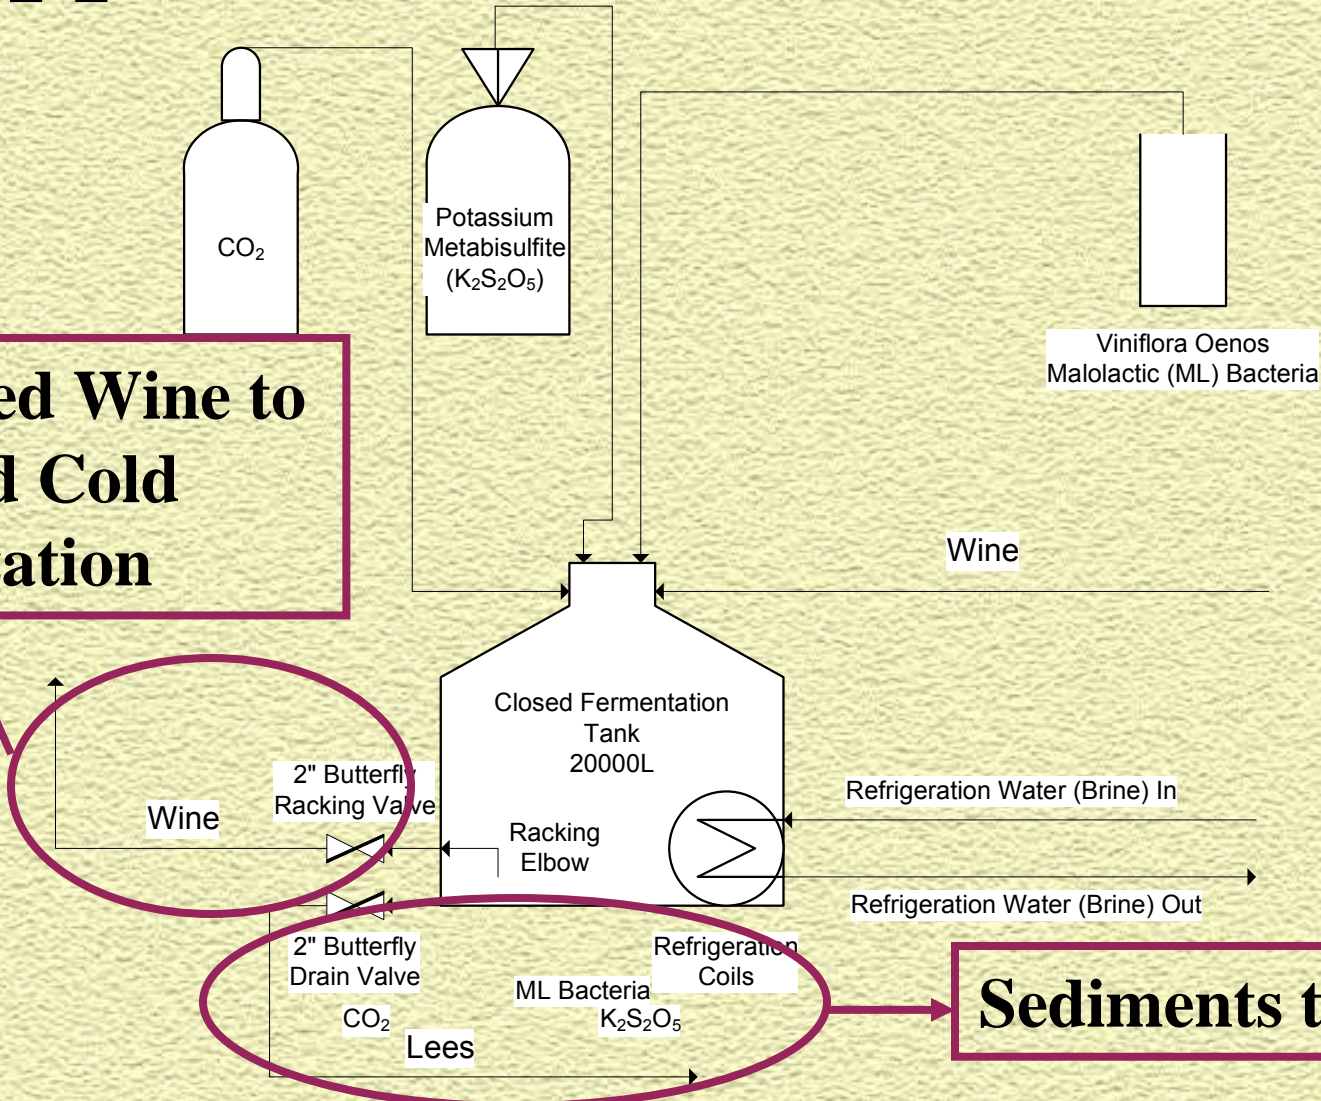 CO₂
Potassium
Metabisulfite
(K₂S₂O₅)
Viniflora Oenos
Malolactic (ML) Bacteria
ed Wine to
d Cold
ation
Wine
Closed Fermentation
Tank
20000L
2" Butterfly
Racking Valve
Wine
Racking
Elbow
Refrigeration Water (Brine) In
Refrigeration Water (Brine) Out
2" Butterfly
Drain Valve
Refrigeration
Coils
ML Bacteria
CO₂
K₂S₂O₅
Lees
Sediments t